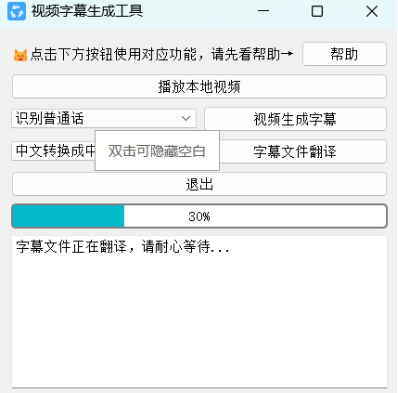 视频字幕生成工具
点击下方按钮使用对应功能，请先看帮助→
帮助
播放本地视频
识别普通话
视频生成字幕
中文转换成中
双击可隐藏空白
字幕文件翻译
退出
30%
字幕文件正在翻译，请耐心等待...